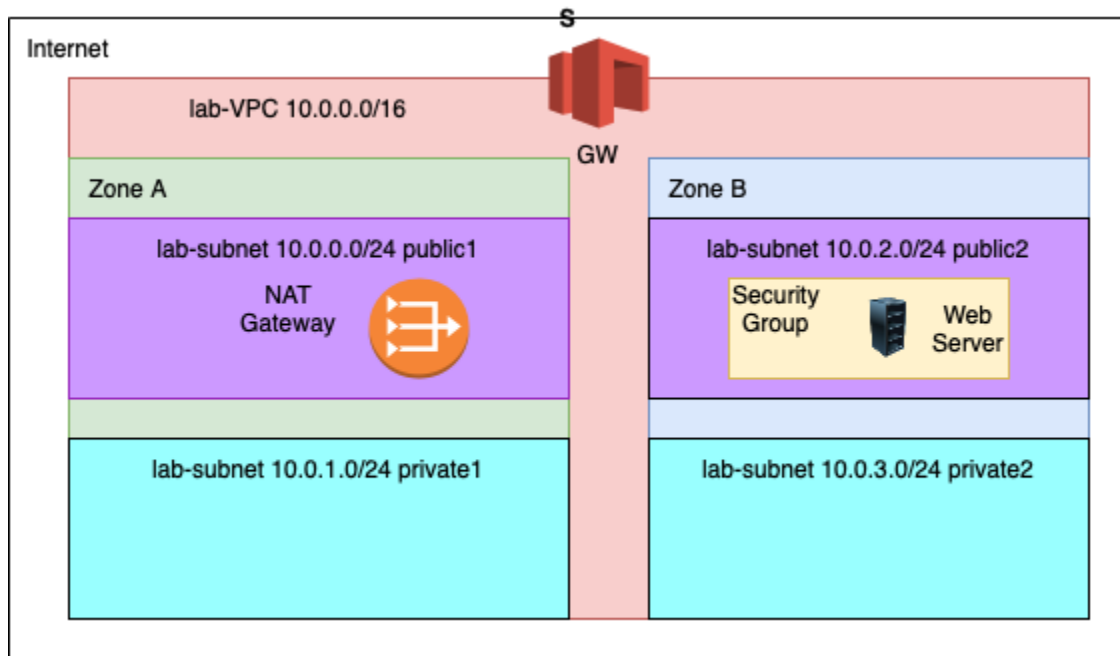 S
Internet
lab-VPC 10.0.0.0/16
GW
Zone A
Zone B
lab-subnet 10.0.0.0/24 public1
lab-subnet 10.0.2.0/24 public2
NAT
Gateway
Security
Group
Web
Server
lab-subnet 10.0.1.0/24 private1
lab-subnet 10.0.3.0/24 private2